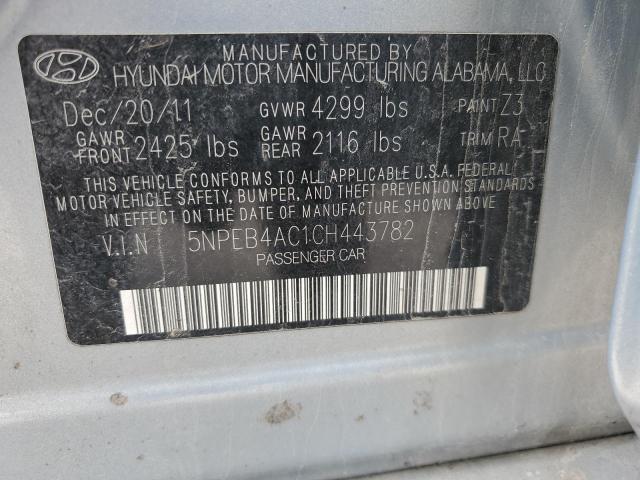 MANUFACTURED BY
HYUNDAI MOTOR MANUFACTURING ALABAMA, LLC
Dec/20/11 GVWR 4299 lbs PAINT Z3
GAWR FRONT 2425 lbs GAWR REAR 2116 lbs TRIM RA
THIS VEHICLE CONFORMS TO ALL APPLICABLE U.S.A. FEDERAL
MOTOR VEHICLE SAFETY, BUMPER, AND THEFT PREVENTION STANDARDS
IN EFFECT ON THE DATE OF MANUFACTURE SHOWN ABOVE.
V.I.N 5NPEB4AC1CH443782
PASSENGER CAR